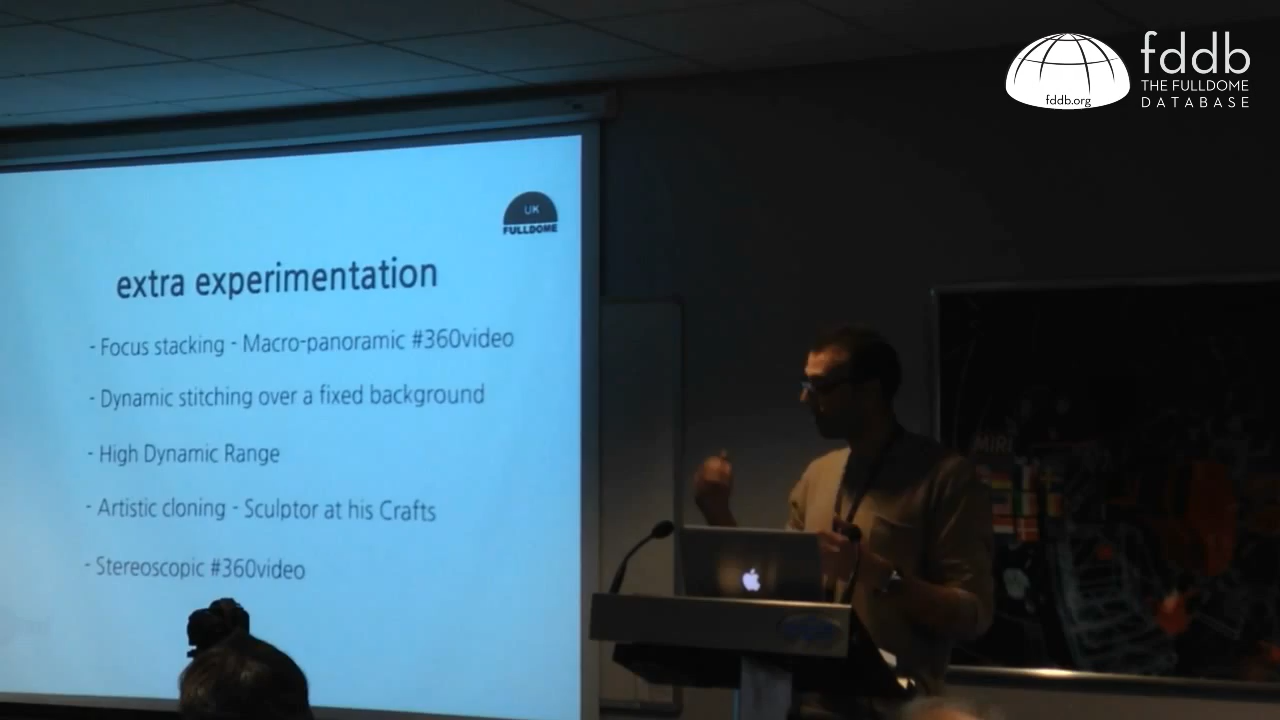 fddb
THE FULLDOME
DATABASE
fddb.org
UK
FULLDOME
extra experimentation
- Focus stacking - Macro-panoramic #360video
- Dynamic stitching over a fixed background
- High Dynamic Range
- Artistic cloning - Sculptor at his Crafts
- Stereoscopic #360video
MIRI